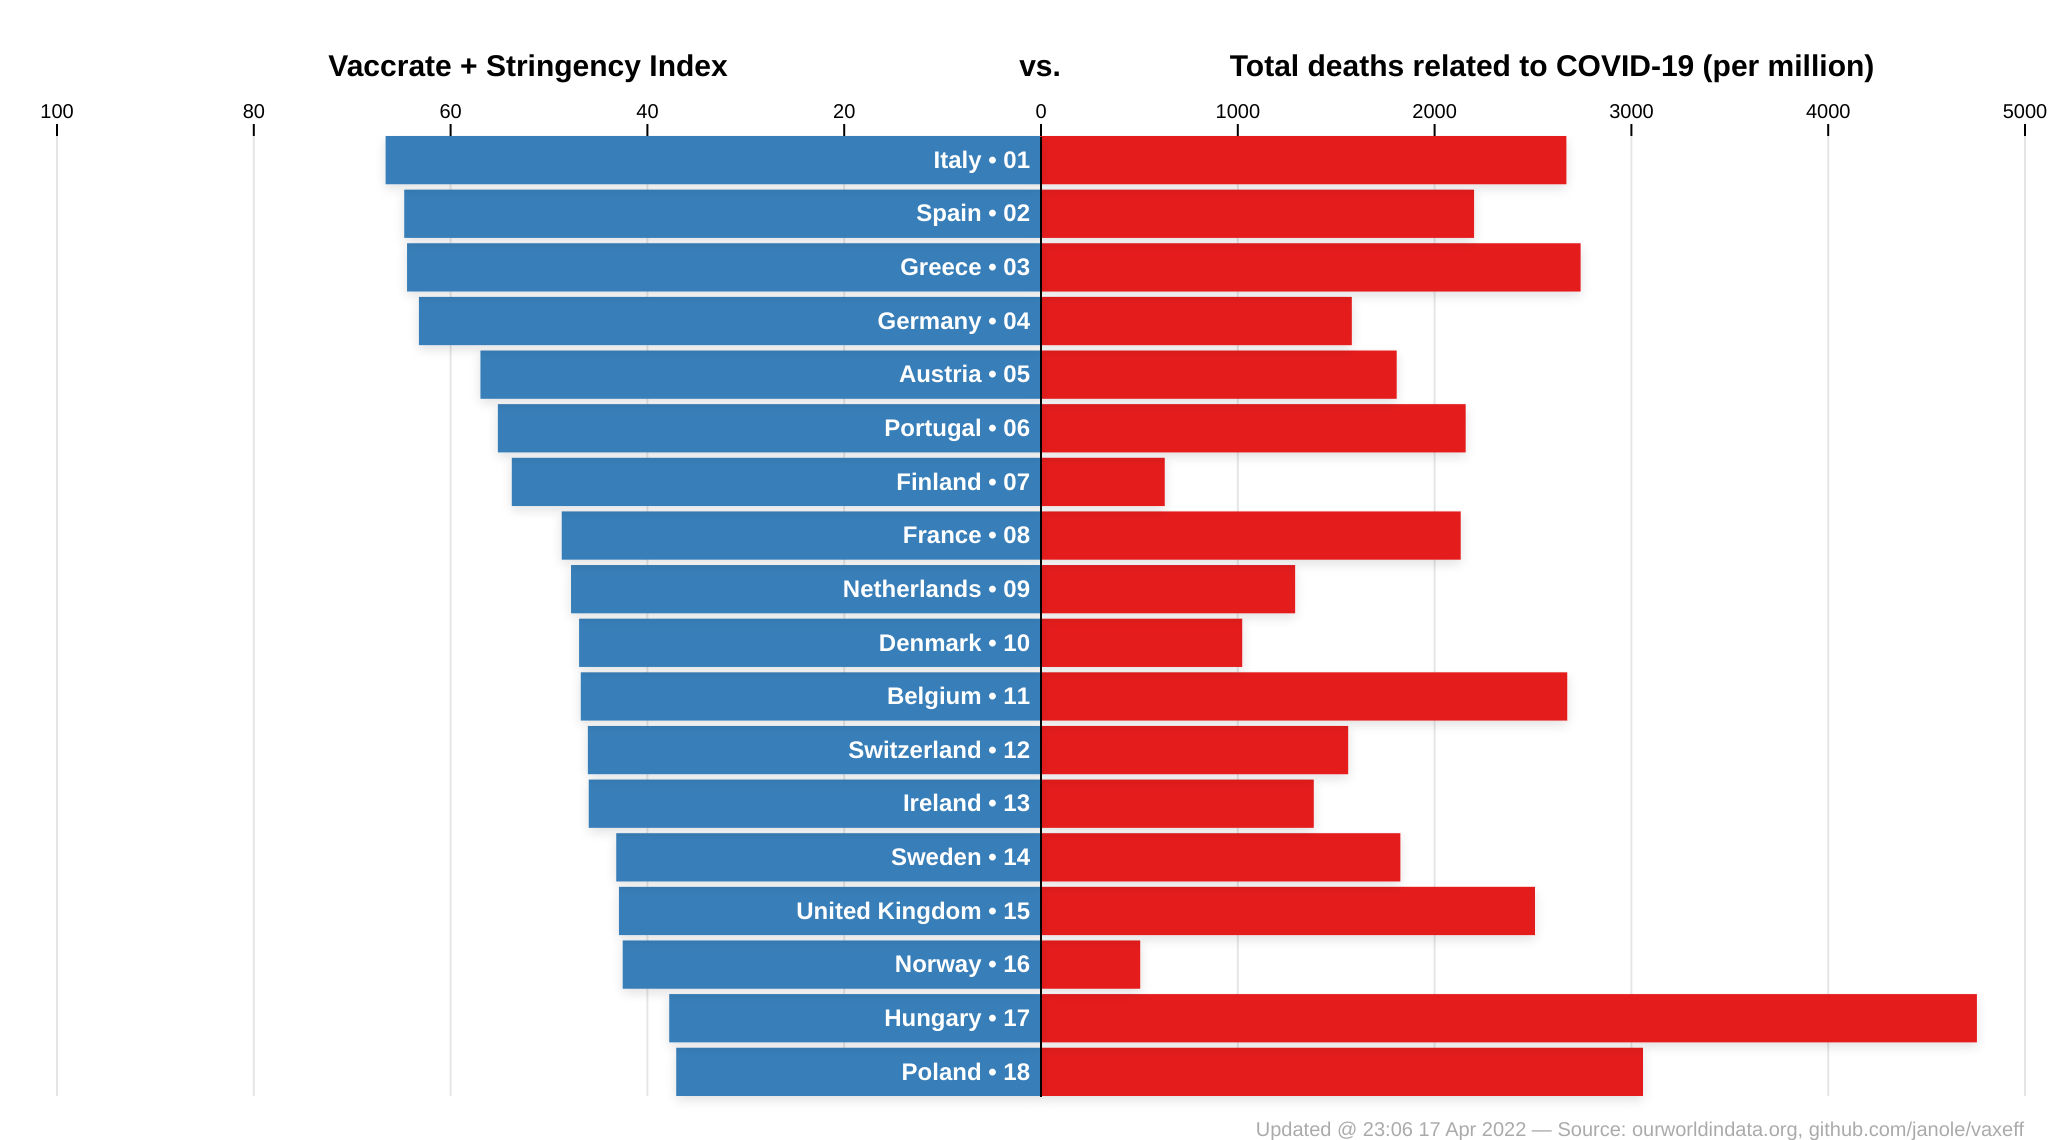 Vaccrate + Stringency Index vs. Total deaths related to COVID-19 (per million)
100 80 60 40 20 0 1000 2000 3000 4000 5000
Italy • 01
Spain • 02
Greece • 03
Germany • 04
Austria • 05
Portugal • 06
Finland • 07
France • 08
Netherlands • 09
Denmark • 10
Belgium • 11
Switzerland • 12
Ireland • 13
Sweden • 14
United Kingdom • 15
Norway • 16
Hungary • 17
Poland • 18
Updated @ 23:06 17 Apr 2022 — Source: ourworldindata.org, github.com/janole/vaxeff